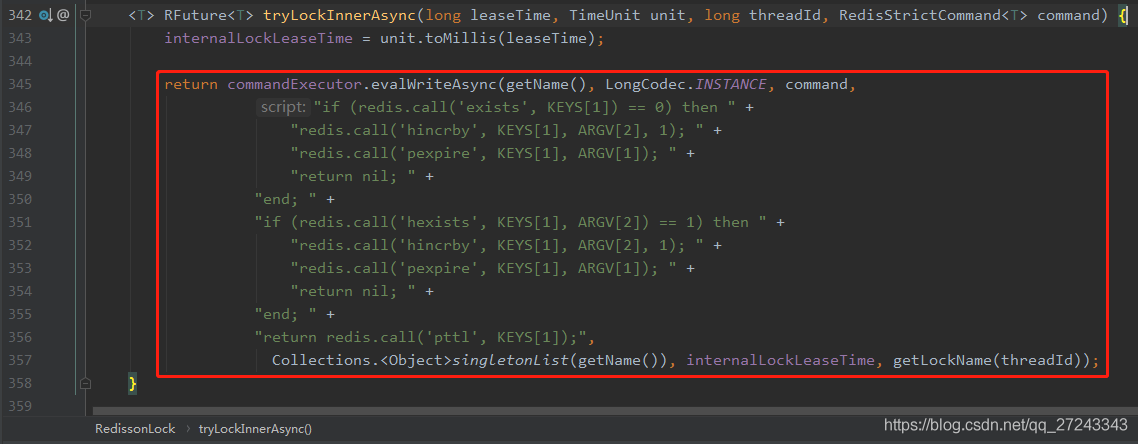 342 @ <T> RFuture<T> tryLockInnerAsync(long leaseTime, TimeUnit unit, long threadId, RedisStrictCommand<T> command) {
343 internalLockLeaseTime = unit.toMillis(leaseTime);
344
345 return commandExecutor.evalWriteAsync(getName(), LongCodec.INSTANCE, command,
346 script: "if (redis.call('exists', KEYS[1]) == 0) then " +
347 "redis.call('hincrby', KEYS[1], ARGV[2], 1); " +
348 "redis.call('pexpire', KEYS[1], ARGV[1]); " +
349 "return nil; " +
350 "end; " +
351 "if (redis.call('hexists', KEYS[1], ARGV[2]) == 1) then " +
352 "redis.call('hincrby', KEYS[1], ARGV[2], 1); " +
353 "redis.call('pexpire', KEYS[1], ARGV[1]); " +
354 "return nil; " +
355 "end; " +
356 "return redis.call('pttl', KEYS[1]);",
357 Collections.<Object>singletonList(getName()), internalLockLeaseTime, getLockName(threadId));
358 }
359
RedissonLock › tryLockInnerAsync()
https://blog.csdn.net/qq_27243343